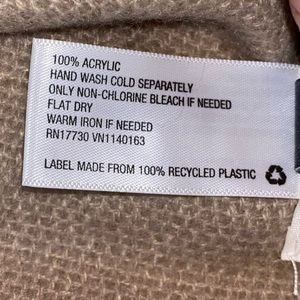 100% ACRYLIC
HAND WASH COLD SEPARATELY
ONLY NON-CHLORINE BLEACH IF NEEDED
FLAT DRY
WARM IRON IF NEEDED
RN17730 VN1140163
LABEL MADE FROM 100% RECYCLED PLASTIC